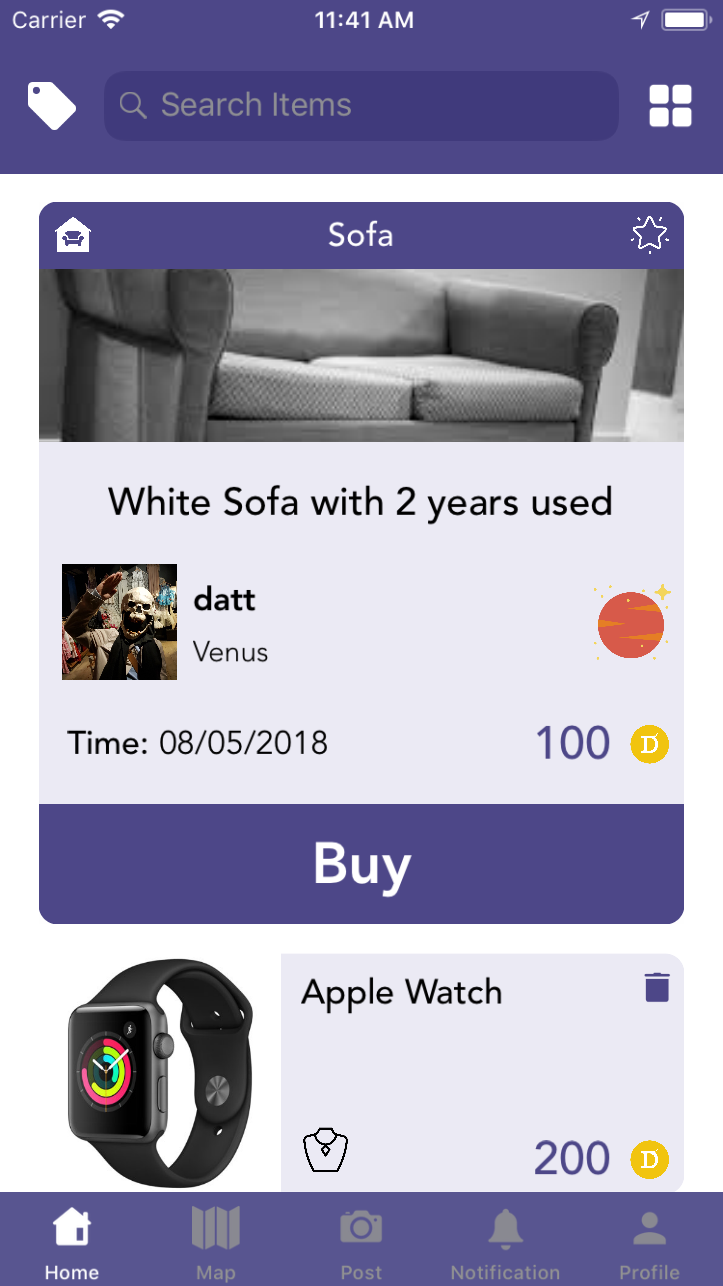 Carrier 11:41 AM
Search Items
Sofa
White Sofa with 2 years used
datt
Venus
Time: 08/05/2018 100 D
Buy
Apple Watch
200 D
Home Map Post Notification Profile